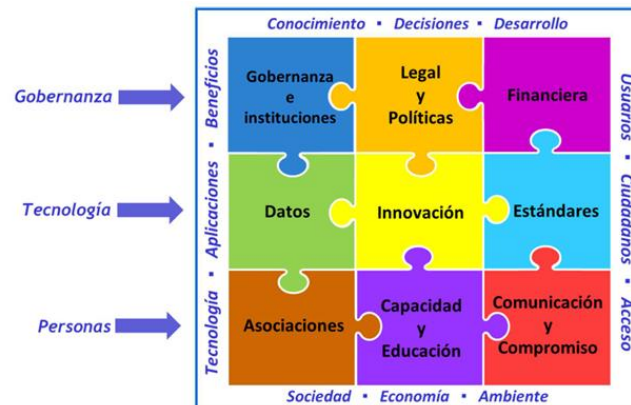 Conocimiento ▪ Decisiones ▪ Desarrollo
Gobernanza
Tecnología
Personas
Tecnología ▪ Aplicaciones ▪ Beneficios
Gobernanza
e
instituciones
Legal
y
Políticas
Financiera
Datos
Innovación
Estándares
Asociaciones
Capacidad
y
Educación
Comunicación
y
Compromiso
Usuarios ▪ Ciudadanos ▪ Acceso
Sociedad ▪ Economía ▪ Ambiente